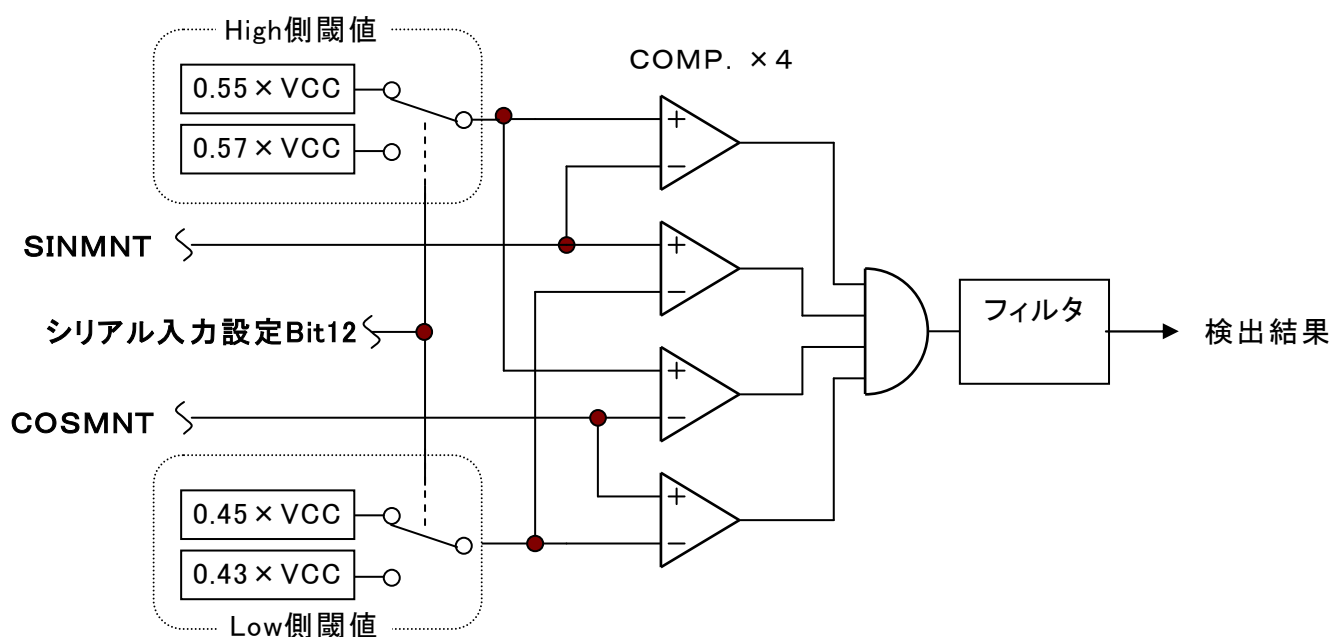 High側閾値
COMP. ×4
0.55×VCC
0.57×VCC
+
−
SINMNT
+
−
シリアル入力設定Bit12
フィルタ
検出結果
+
−
COSMNT
0.45×VCC
0.43×VCC
+
−
Low側閾値